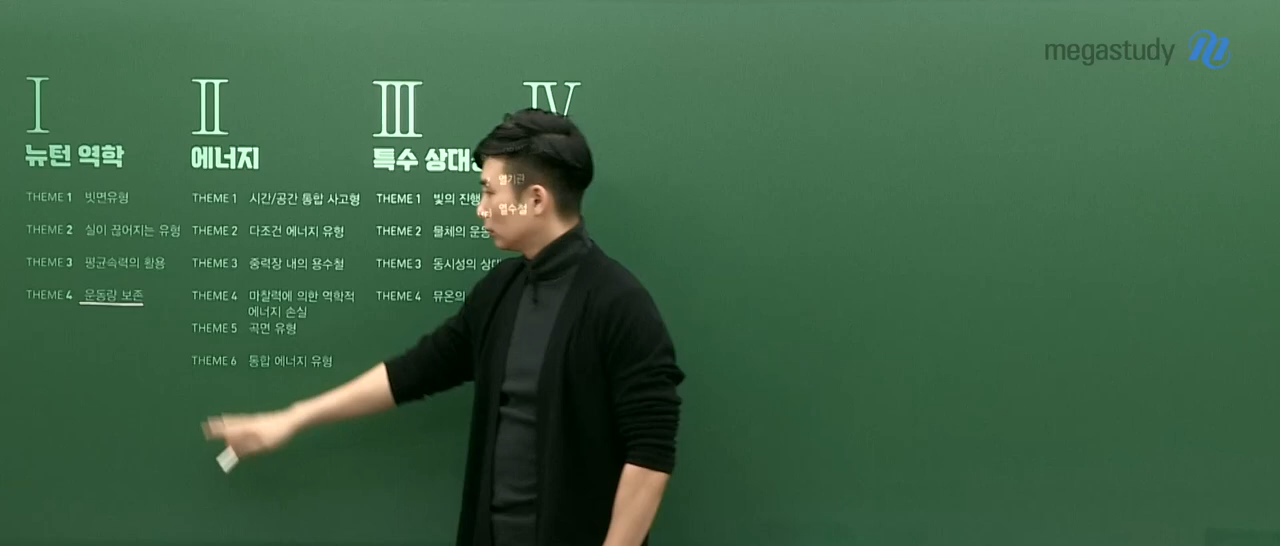 megastudy
Ⅰ
뉴턴 역학
THEME 1 빗면유형
THEME 2 실이 끊어지는 유형
THEME 3 평균속력의 활용
THEME 4 운동량 보존
Ⅱ
에너지
THEME 1 시간/공간 통합 사고형
THEME 2 다조건 에너지 유형
THEME 3 중력장 내의 용수철
THEME 4 마찰력에 의한 역학적
에너지 손실
THEME 5 곡면 유형
THEME 6 통합 에너지 유형
Ⅲ
특수 상대
THEME 1 빛의 진행
THEME 2 물체의 운동
THEME 3 동시성의 상대
THEME 4 뮤온의
Ⅳ
열기관
열수철